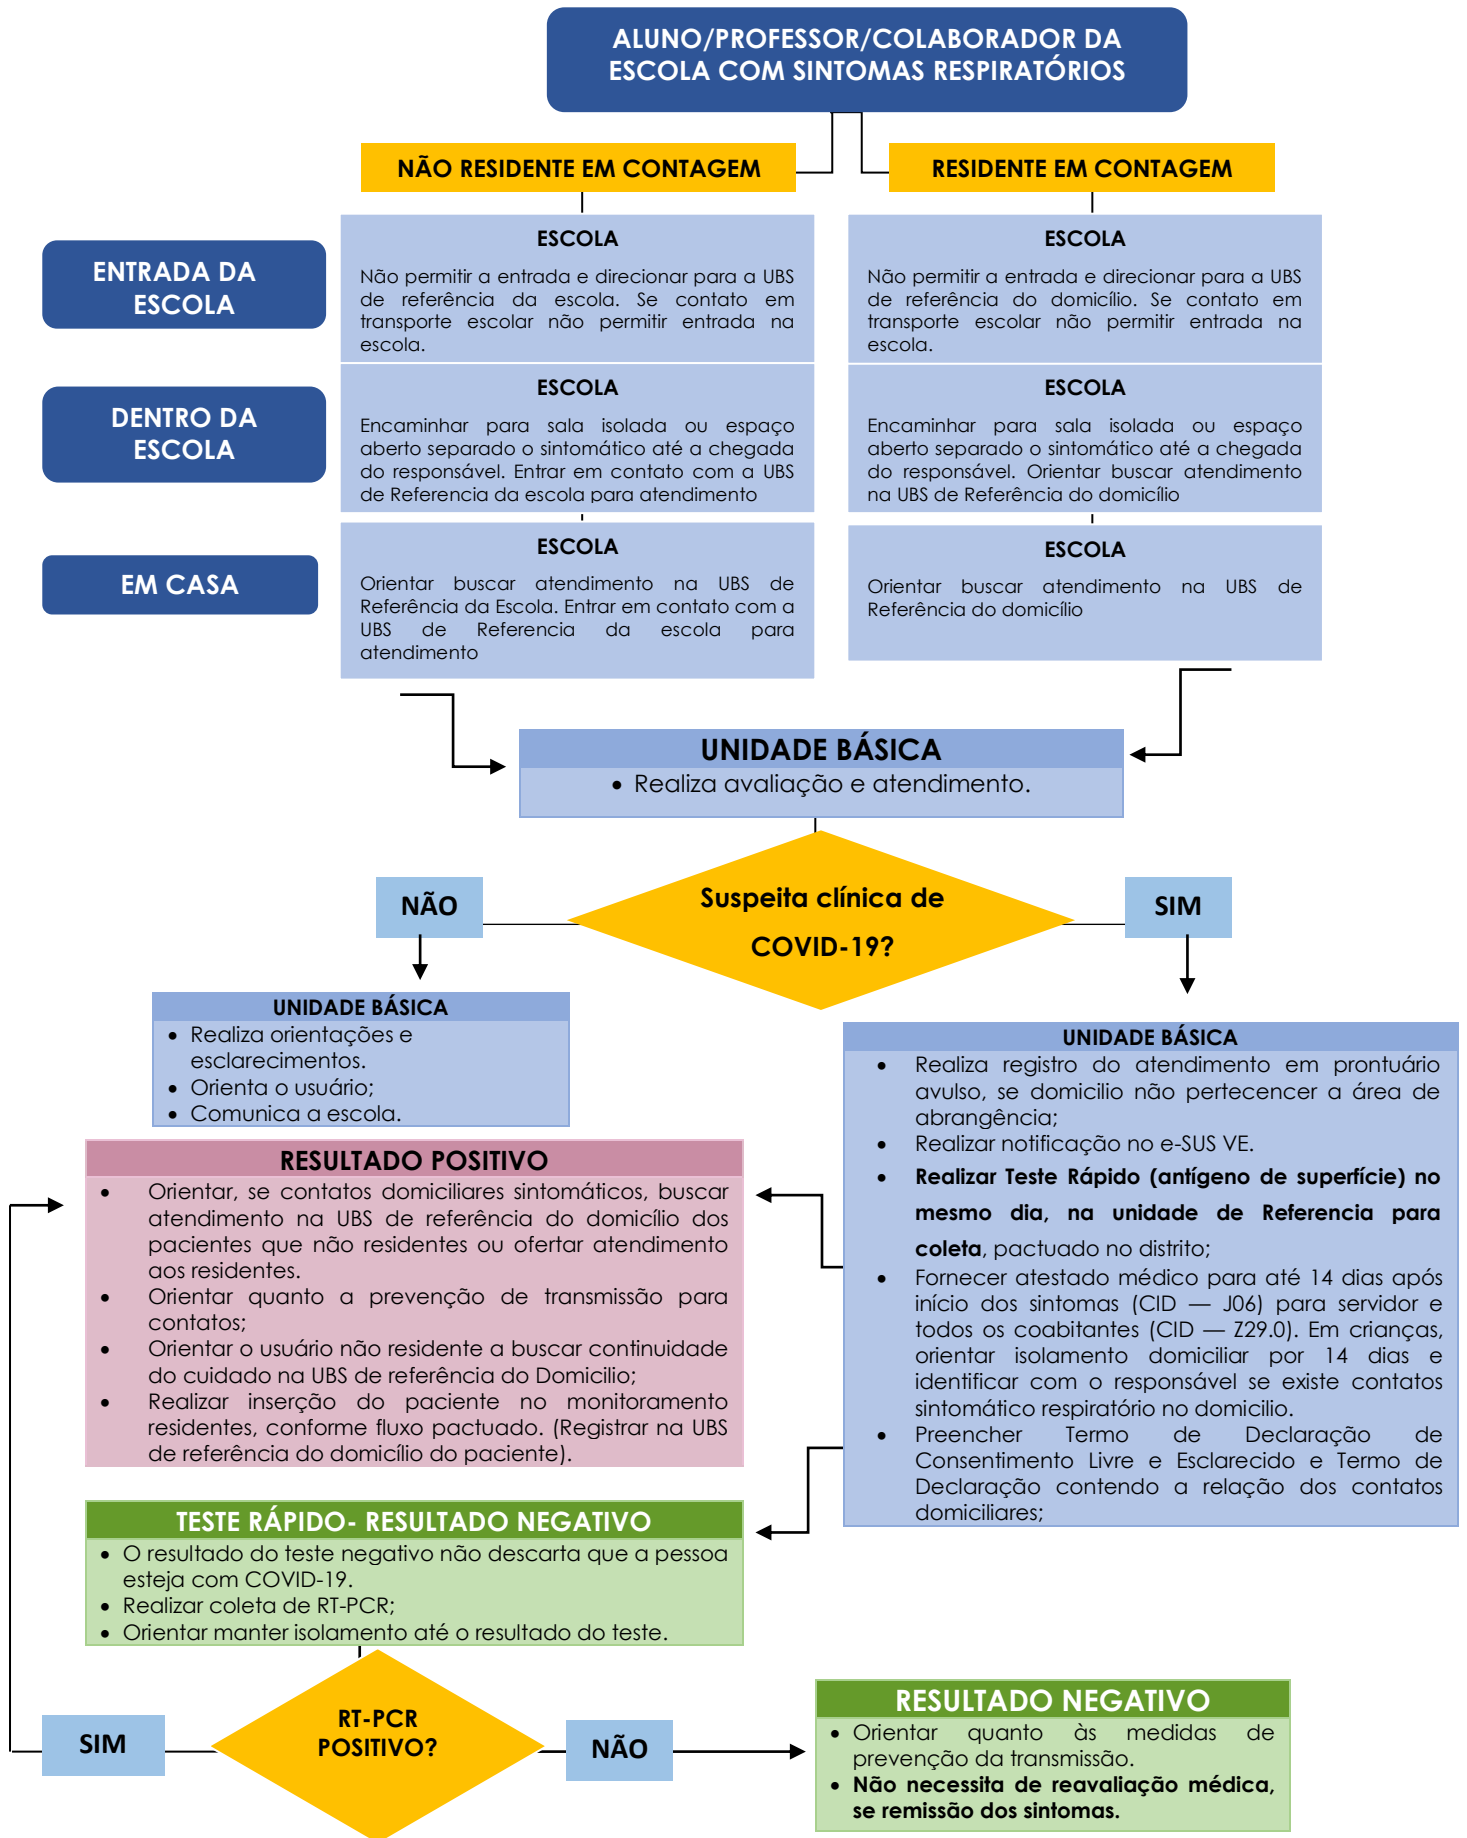 ALUNO/PROFESSOR/COLABORADOR DA
ESCOLA COM SINTOMAS RESPIRATÓRIOS
NÃO RESIDENTE EM CONTAGEM
RESIDENTE EM CONTAGEM
ENTRADA DA
ESCOLA
ESCOLA
Não permitir a entrada e direcionar para a UBS
de referência da escola. Se contato em
transporte escolar não permitir entrada na
escola.
ESCOLA
Não permitir a entrada e direcionar para a UBS
de referência do domicílio. Se contato em
transporte escolar não permitir entrada na
escola.
DENTRO DA
ESCOLA
ESCOLA
Encaminhar para sala isolada ou espaço
aberto separado o sintomático até a chegada
do responsável. Entrar em contato com a UBS
de Referencia da escola para atendimento
ESCOLA
Encaminhar para sala isolada ou espaço
aberto separado o sintomático até a chegada
do responsável. Orientar buscar atendimento
na UBS de Referência do domicílio
EM CASA
ESCOLA
Orientar buscar atendimento na UBS de
Referência da Escola. Entrar em contato com a
UBS de Referencia da escola para
atendimento
ESCOLA
Orientar buscar atendimento na UBS de
Referência do domicílio
UNIDADE BÁSICA
• Realiza avaliação e atendimento.
Suspeita clínica de
COVID-19?
NÃO
SIM
UNIDADE BÁSICA
• Realiza orientações e
esclarecimentos.
• Orienta o usuário;
• Comunica a escola.
UNIDADE BÁSICA
• Realiza registro do atendimento em prontuário
avulso, se domicilio não pertecencer a área de
abrangência;
• Realizar notificação no e-SUS VE.
• Realizar Teste Rápido (antígeno de superfície) no
mesmo dia, na unidade de Referencia para
coleta, pactuado no distrito;
• Fornecer atestado médico para até 14 dias após
início dos sintomas (CID — J06) para servidor e
todos os coabitantes (CID — Z29.0). Em crianças,
orientar isolamento domiciliar por 14 dias e
identificar com o responsável se existe contatos
sintomático respiratório no domicilio.
• Preencher Termo de Declaração de
Consentimento Livre e Esclarecido e Termo de
Declaração contendo a relação dos contatos
domiciliares;
RESULTADO POSITIVO
• Orientar, se contatos domiciliares sintomáticos, buscar
atendimento na UBS de referência do domicílio dos
pacientes que não residentes ou ofertar atendimento
aos residentes.
• Orientar quanto a prevenção de transmissão para
contatos;
• Orientar o usuário não residente a buscar continuidade
do cuidado na UBS de referência do Domicilio;
• Realizar inserção do paciente no monitoramento
residentes, conforme fluxo pactuado. (Registrar na UBS
de referência do domicílio do paciente).
TESTE RÁPIDO- RESULTADO NEGATIVO
• O resultado do teste negativo não descarta que a pessoa
esteja com COVID-19.
• Realizar coleta de RT-PCR;
• Orientar manter isolamento até o resultado do teste.
RT-PCR
POSITIVO?
SIM
NÃO
RESULTADO NEGATIVO
• Orientar quanto às medidas de
prevenção da transmissão.
• Não necessita de reavaliação médica,
se remissão dos sintomas.